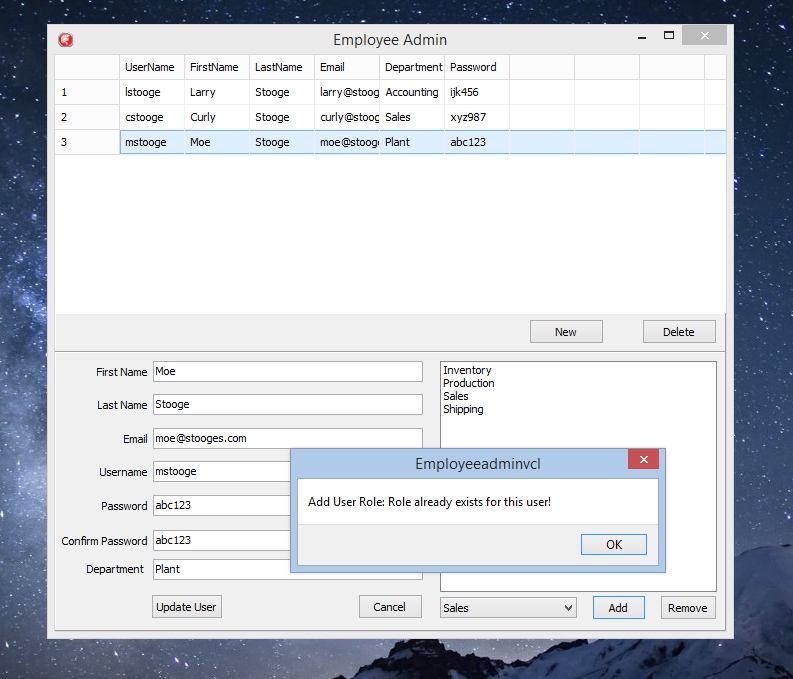 Employee Admin
UserName FirstName LastName Email Department Password
1 lstooge Larry Stooge larry@stoog Accounting ijk456
2 cstooge Curly Stooge curly@stoog Sales xyz987
3 mstooge Moe Stooge moe@stoog Plant abc123
New Delete
First Name Moe
Last Name Stooge
Email moe@stooges.com
Username mstooge
Password abc123
Confirm Password abc123
Department Plant
Update User Cancel
Inventory
Production
Sales
Shipping
Sales Add Remove
Employeeadminvcl
Add User Role: Role already exists for this user!
OK